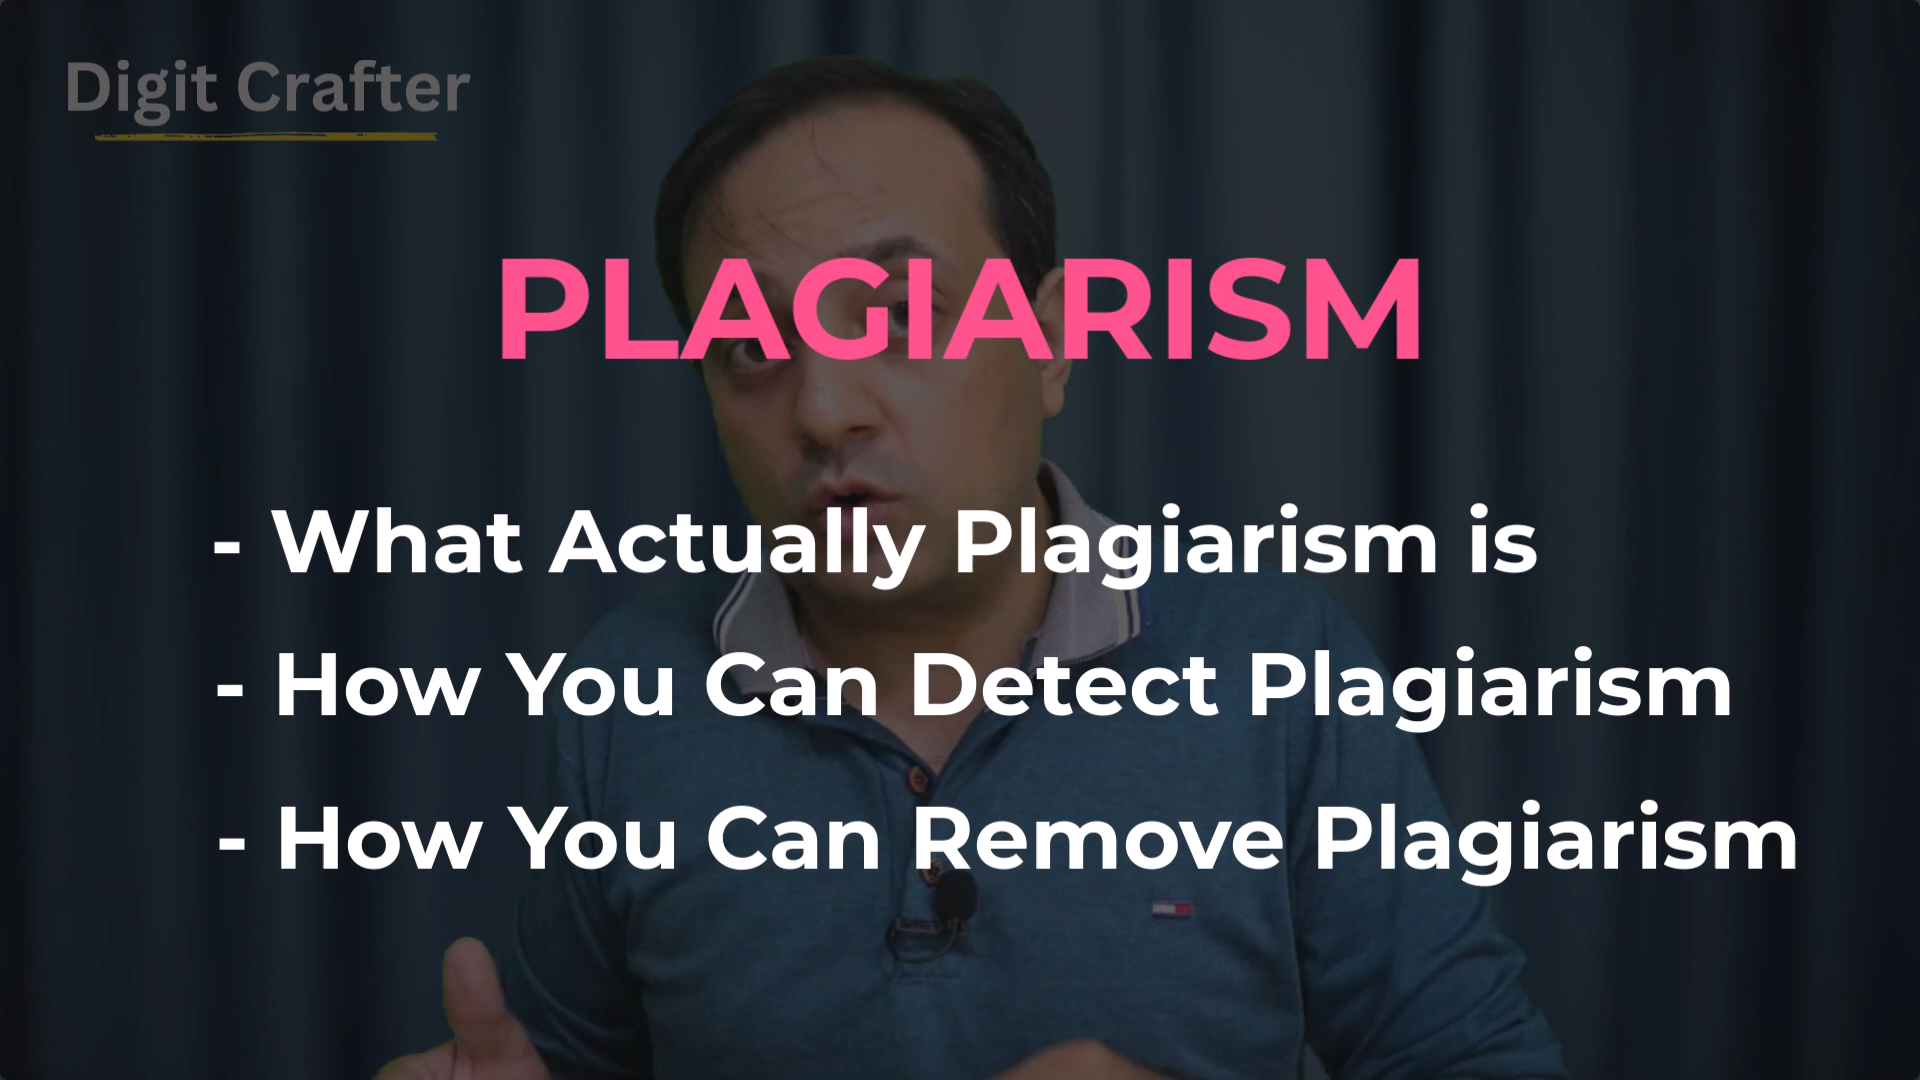 Digit Crafter
PLAGIARISM
- What Actually Plagiarism is
- How You Can Detect Plagiarism
- How You Can Remove Plagiarism